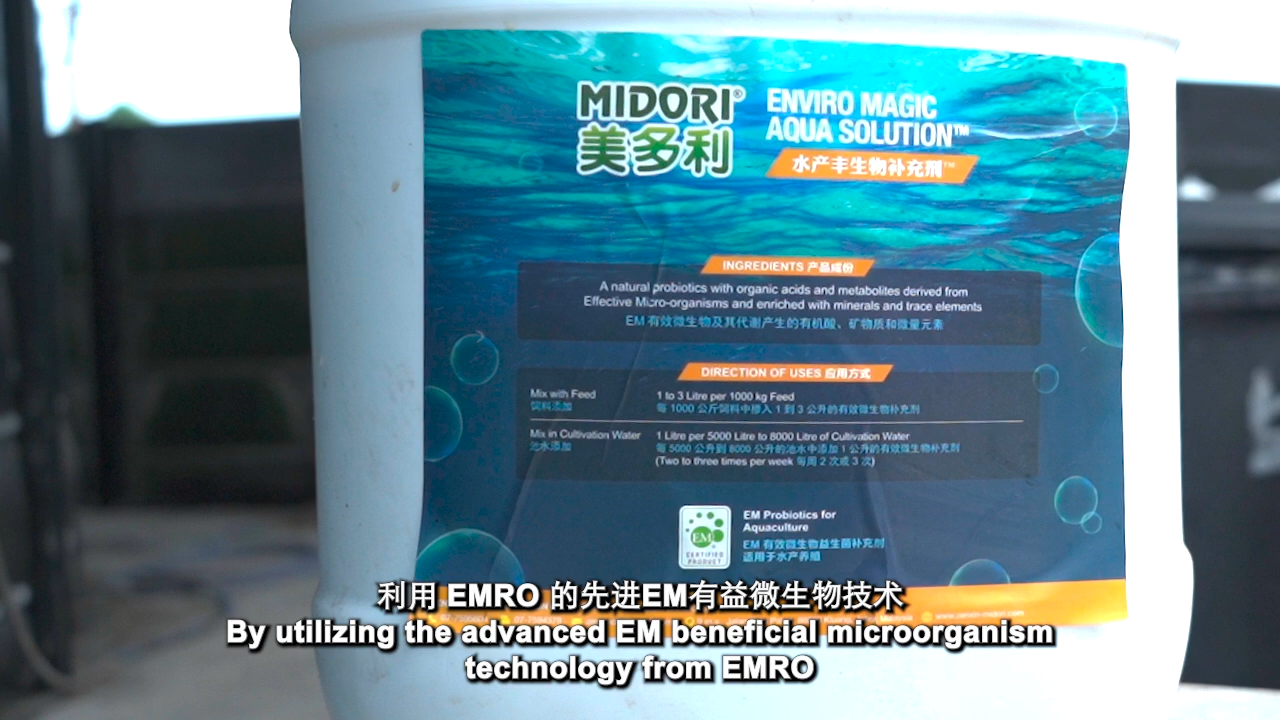 MIDORI®
美多利
ENVIRO MAGIC
AQUA SOLUTION™
水产丰生物补充剂™
INGREDIENTS 产品成份
A natural probiotics with organic acids and metabolites derived from
Effective Micro-organisms and enriched with minerals and trace elements
EM 有效微生物及其代谢产生的有机酸、矿物质和微量元素
DIRECTION OF USES 应用方式
Mix with Feed
饲料添加
1 to 3 Litre per 1000 kg Feed
每 1000 公斤饲料中掺入 1 到 3 公升的有效微生物补充剂
Mix in Cultivation Water
池水添加
1 Litre per 5000 Litre to 8000 Litre of Cultivation Water
每 5000 公升到 8000 公升的池水中添加 1 公升的有效微生物补充剂
(Two to three times per week 每周 2 次或 3 次)
EM
CERTIFIED
PRODUCT
EM Probiotics for
Aquaculture
EM 有效微生物益生菌补充剂
适用于水产养殖
利用 EMRO 的先进EM有益微生物技术
By utilizing the advanced EM beneficial microorganism
technology from EMRO